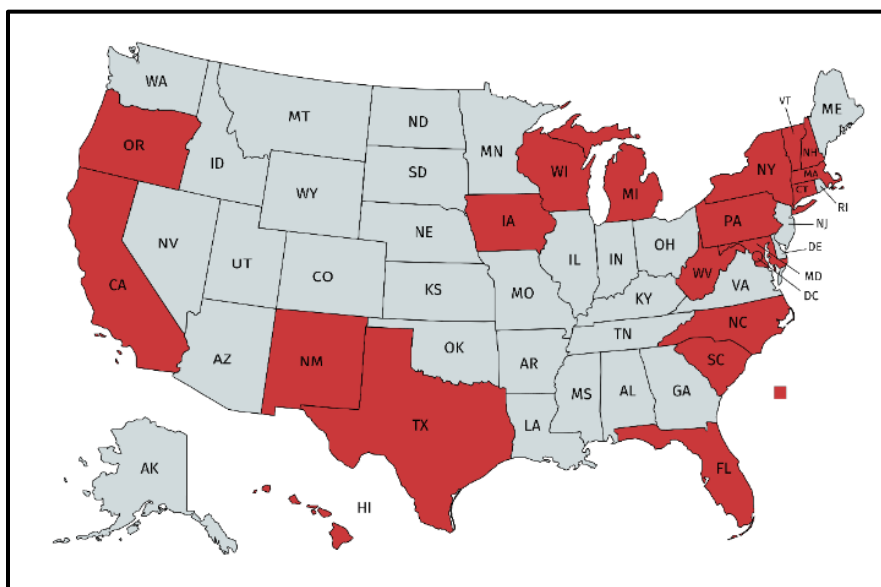 WA
MT
ND
MN
VT
ME
OR
ID
SD
WI
NY
NH
MA
CT
RI
WY
MI
IA
PA
NJ
NE
NV
UT
CO
IL
IN
OH
DE
MD
DC
WV
VA
CA
KS
MO
KY
NC
TN
AZ
NM
OK
AR
SC
MS
AL
GA
TX
LA
AK
HI
FL